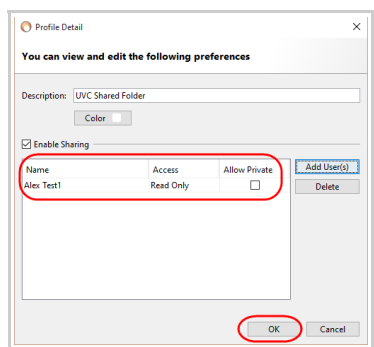 Profile Detail
You can view and edit the following preferences
Description: UVC Shared Folder
Color
Enable Sharing
Name Access Allow Private Add User(s)
Alex Test1 Read Only Delete
OK Cancel